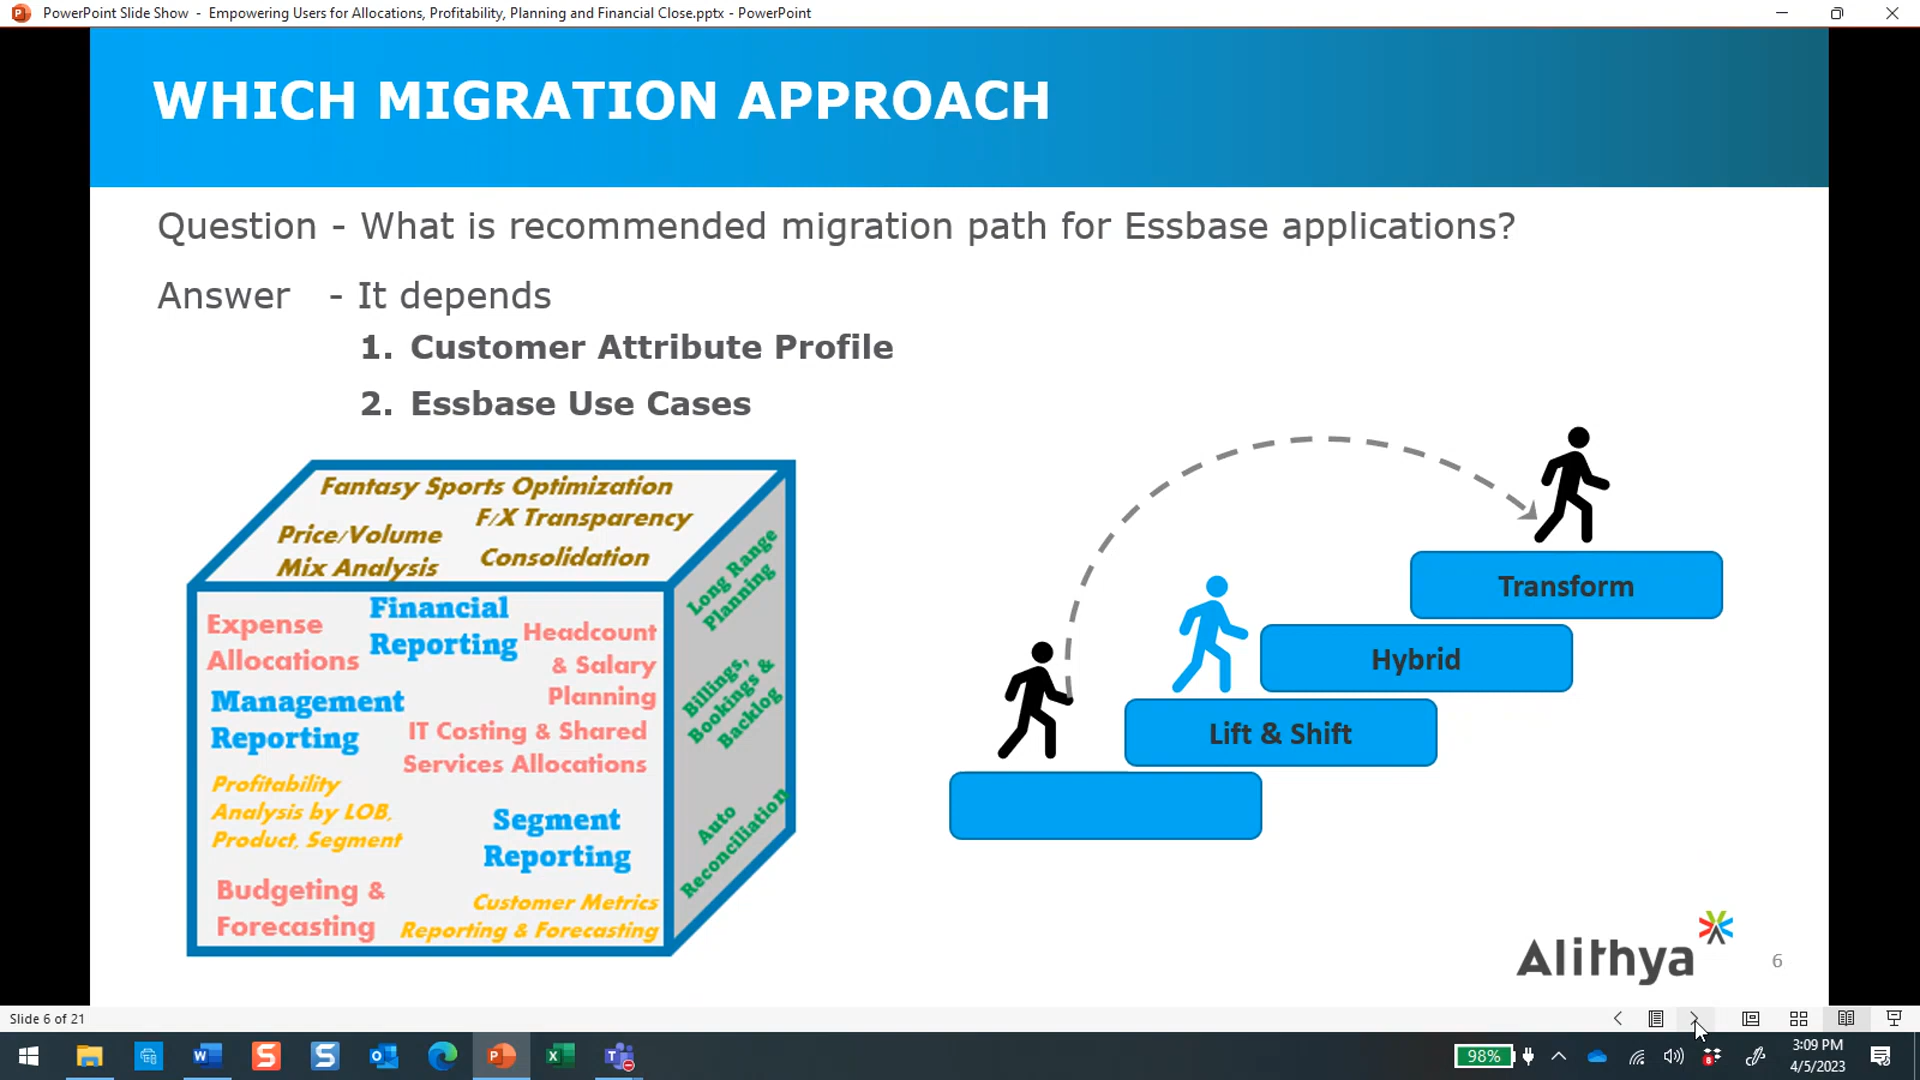 PowerPoint Slide Show - Empowering Users for Allocations, Profitability, Planning and Financial Close.pptx - PowerPoint
WHICH MIGRATION APPROACH
Question - What is recommended migration path for Essbase applications?
Answer - It depends
1. Customer Attribute Profile
2. Essbase Use Cases
Fantasy Sports Optimization
F/X Transparency
Price/Volume
Mix Analysis
Consolidation
Long Range
Planning
Billings,
Bookings &
Backlog
Auto
Reconciliation
Expense
Allocations
Financial
Reporting
Headcount
& Salary
Planning
Management
Reporting
IT Costing & Shared
Services Allocations
Profitability
Analysis by LOB,
Product, Segment
Segment
Reporting
Budgeting &
Forecasting
Customer Metrics
Reporting & Forecasting
Transform
Hybrid
Lift & Shift
Alithya
6
Slide 6 of 21
98%
8
3:09 PM
4/5/2023